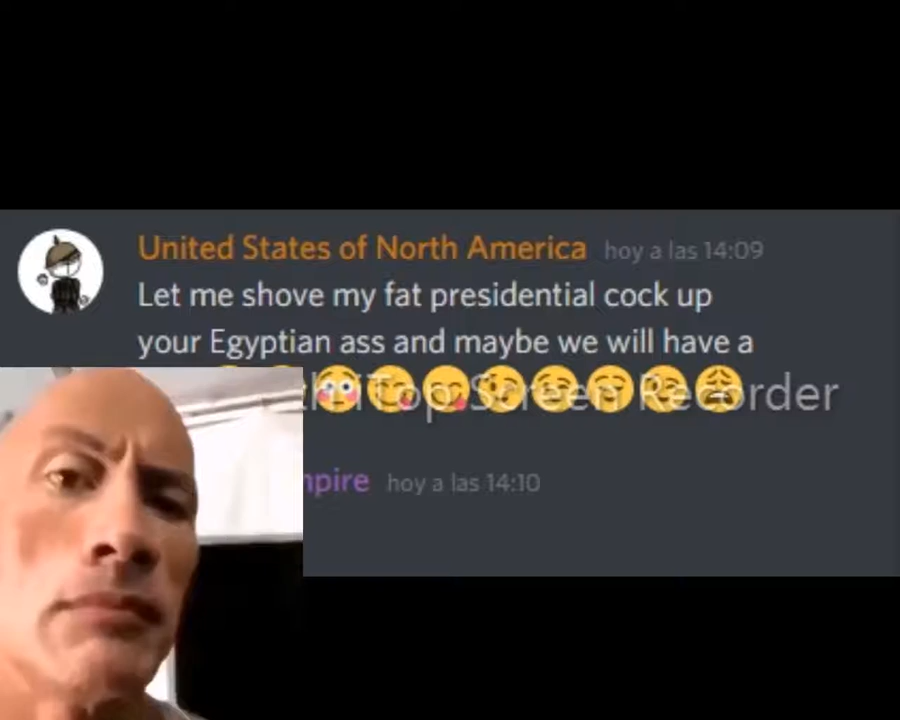 United States of North America hoy a las 14:09
Let me shove my fat presidential cock up
your Egyptian ass and maybe we will have a
Top Screen Recorder
hoy a las 14:10